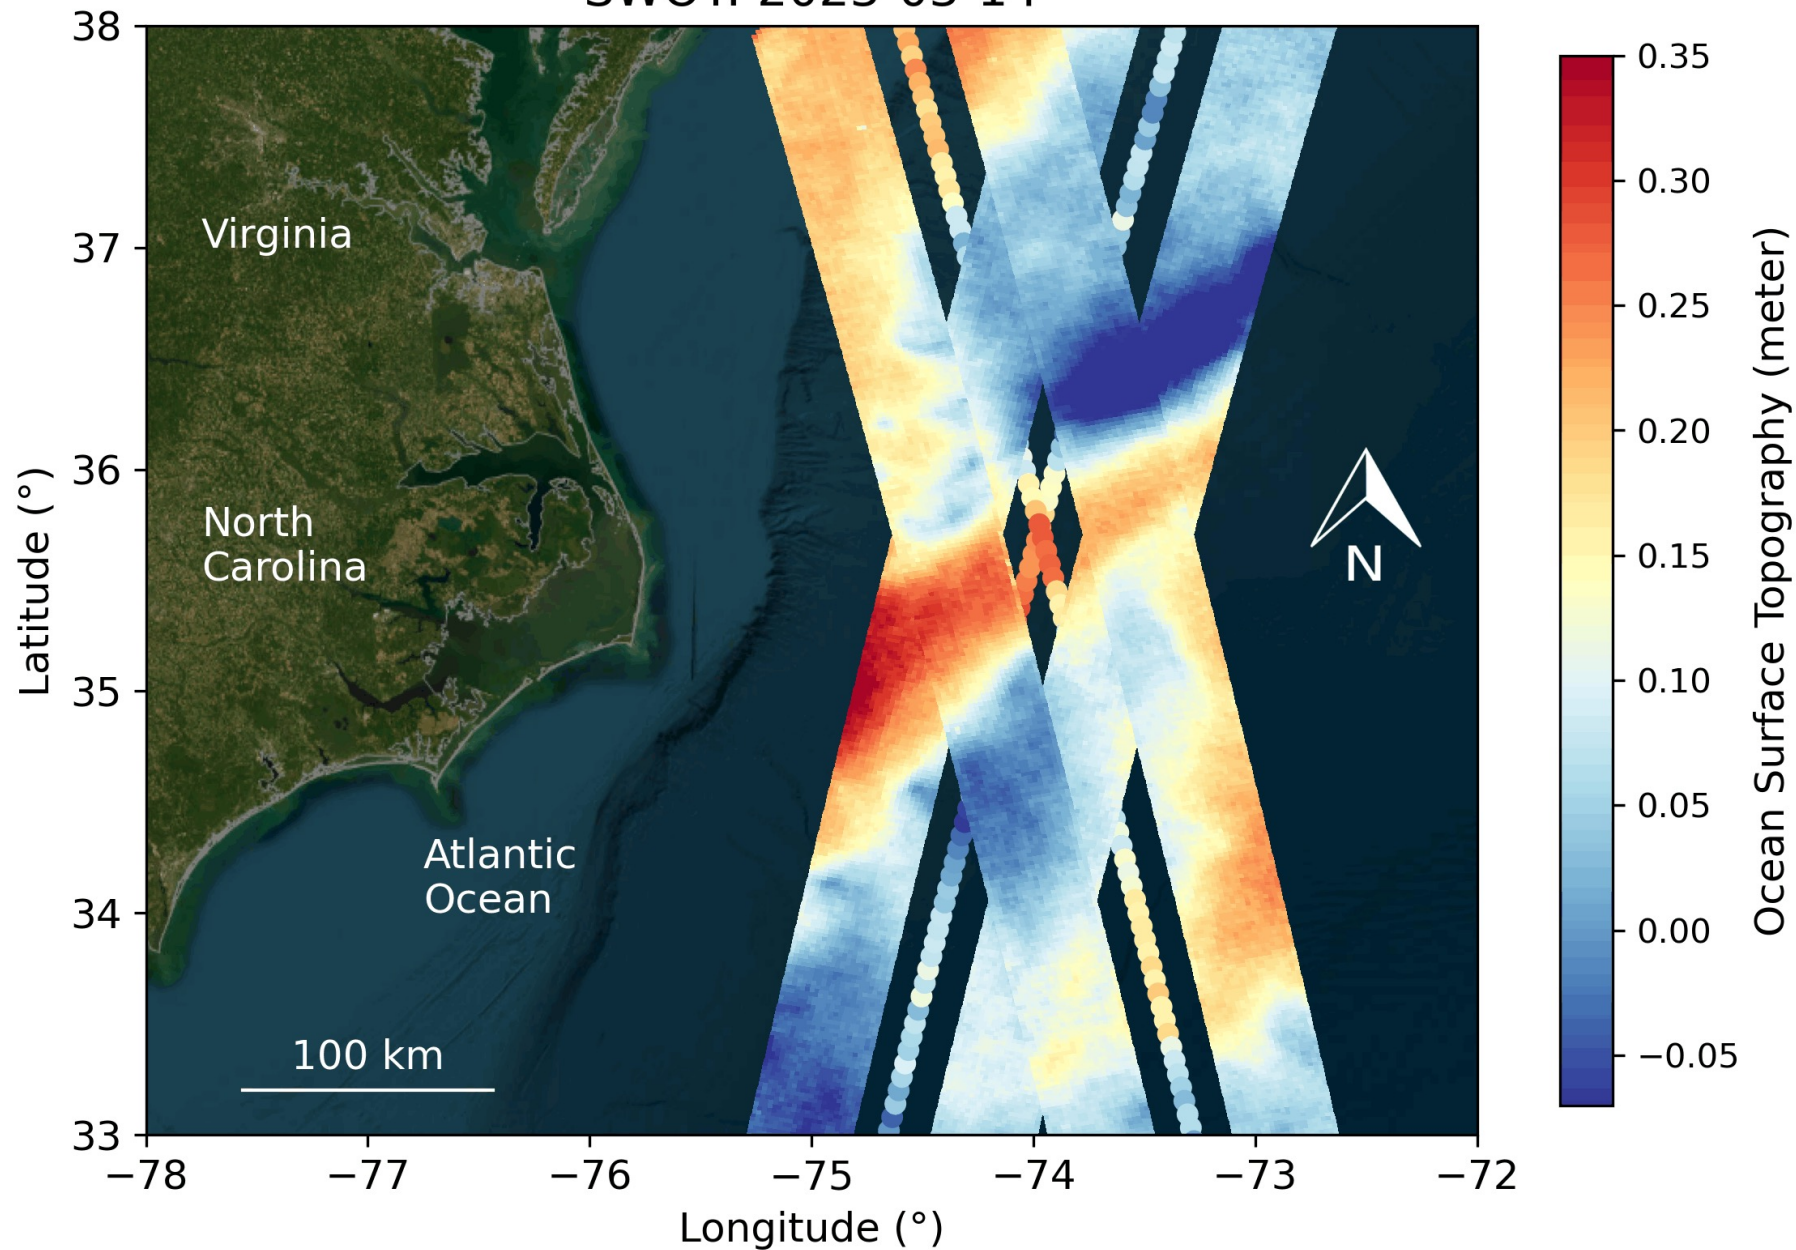 38
37
36
35
34
33
Latitude (°)
Virginia
North
Carolina
Atlantic
Ocean
100 km
N
−78
−77
−76
−75
−74
−73
−72
Longitude (°)
0.35
0.30
0.25
0.20
0.15
0.10
0.05
0.00
−0.05
Ocean Surface Topography (meter)